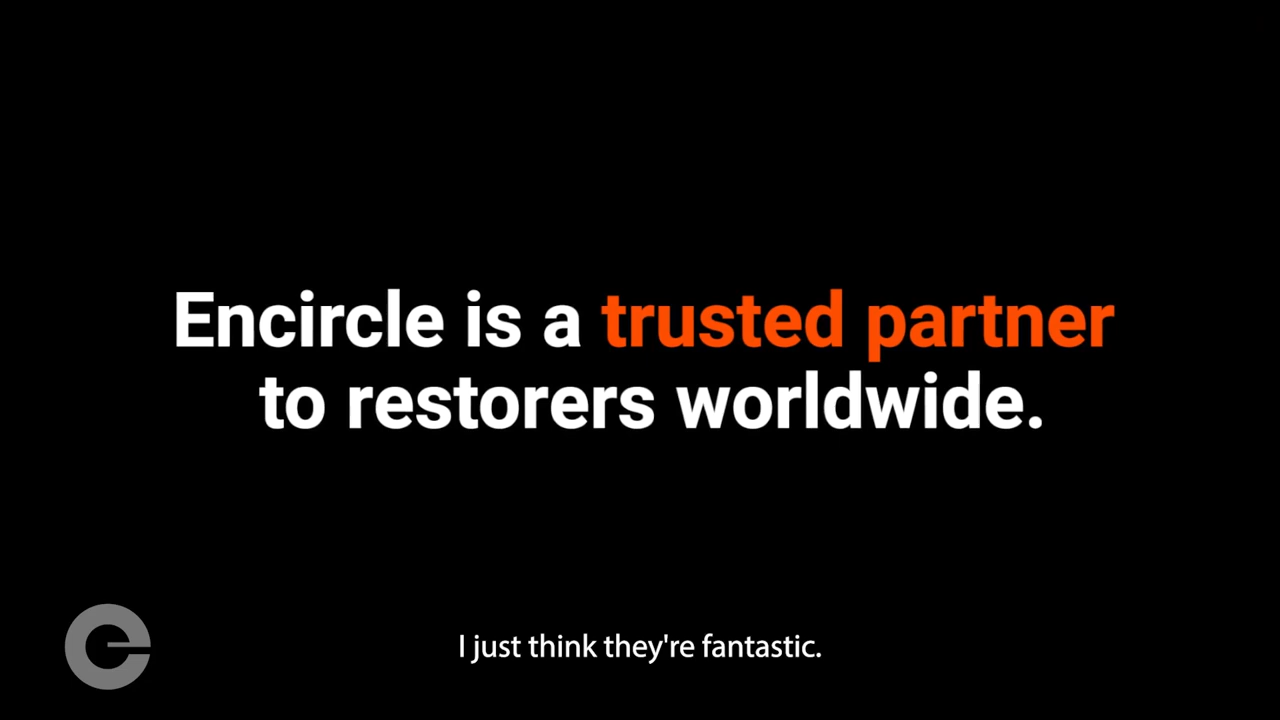 Encircle is a trusted partner
to restorers worldwide.
I just think they're fantastic.